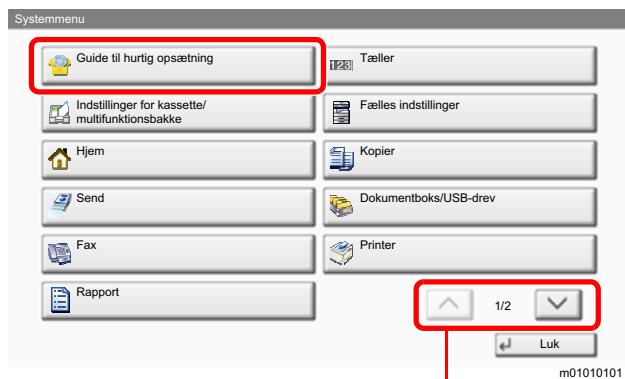 Systemmenu
Guide til hurtig opsætning
123 Tæller
Indstillinger for kassette/
multifunktionsbakke
Fælles indstillinger
Hjem
Kopier
Send
Dokumentboks/USB-drev
Fax
Printer
Rapport
1/2
Luk
m01010101